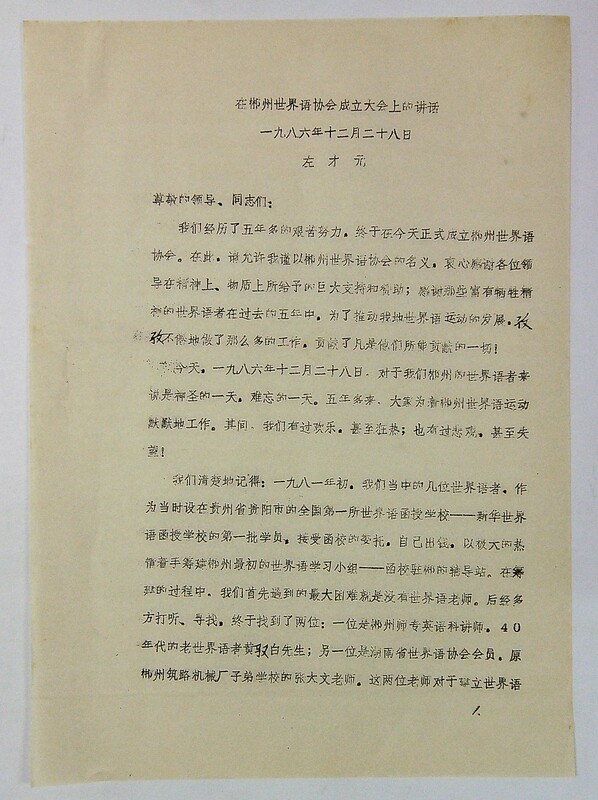 在郴州世界语协会成立大会上的讲话
一九八六年十二月二十八日
左才元
尊敬的领导、同志们：
我们经历了五年多的艰苦努力，终于在今天正式成立郴州世界语
协会。在此，请允许我谨以郴州世界语协会的名义，衷心感谢各位领
导在精神上、物质上所给予的巨大支持和赞助；感谢那些富有牺牲精
神的世界语者在过去的五年中，为了推动我地世界语运动的发展，孜
孜不倦地做了那么多的工作，贡献了凡是他们所能贡献的一切！
今天，一九八六年十二月二十八日，对于我们郴州的世界语者来
说是神圣的一天，难忘的一天。五年多来，大家为着郴州世界语运动
默默地工作。其间，我们有过欢乐，甚至狂热；也有过悲观，甚至失
望！
我们清楚地记得：一九八一年初，我们当中的几位世界语者，作
为当时设在贵州省贵阳市的全国第一所世界语函授学校——新华世界
语函授学校的第一批学员，接受函校的委托，自己出钱，以极大的热
情着手筹建郴州最初的世界语学习小组——函校驻郴的辅导站。在筹
建的过程中，我们首先遇到的最大困难就是没有世界语老师。后经多
方打听、寻找，终于找到了两位：一位是郴州师专英语科讲师，40
年代的老世界语者黄驭白先生；另一位是湖南省世界语协会会员，原
郴州筑路机械厂子弟学校的张大文老师。这两位老师对于建立世界语
1.